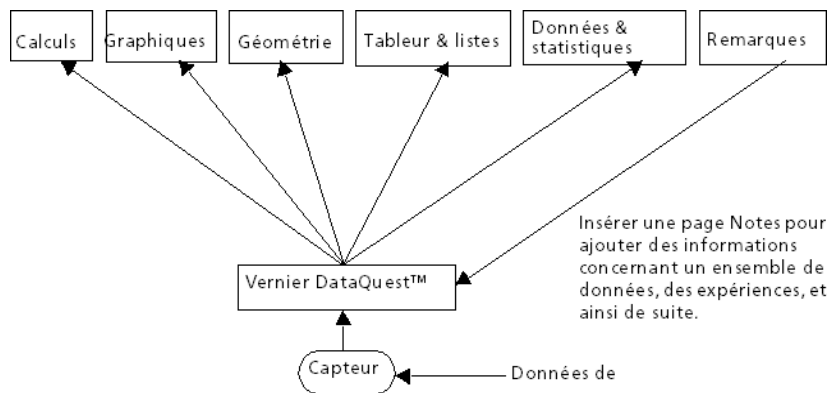 Calculs
Graphiques
Géométrie
Tableur & listes
Données &
statistiques
Remarques
Insérer une page Notes pour
ajouter des informations
concernant un ensemble de
données, des expériences, et
ainsi de suite.
Vernier DataQuest™
Capteur
Données de